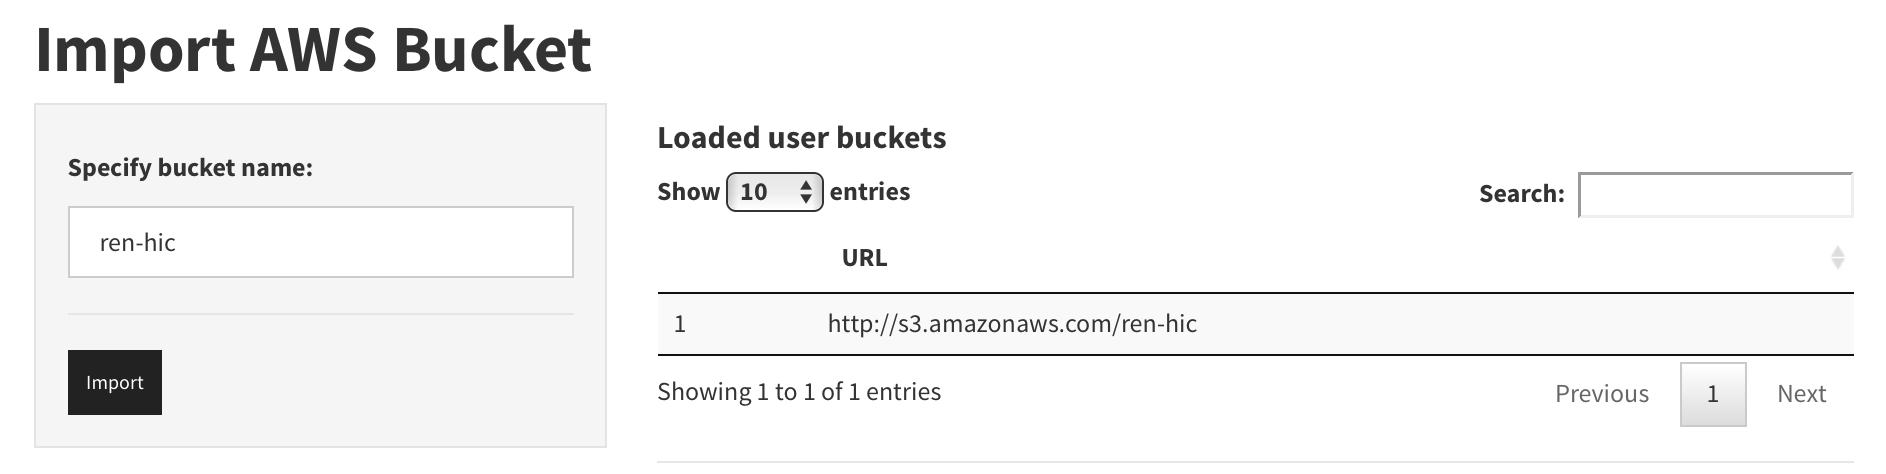 Import AWS Bucket
Specify bucket name:
ren-hic
Import
Loaded user buckets
Show 10 entries
Search:
URL
1 http://s3.amazonaws.com/ren-hic
Showing 1 to 1 of 1 entries
Previous 1 Next